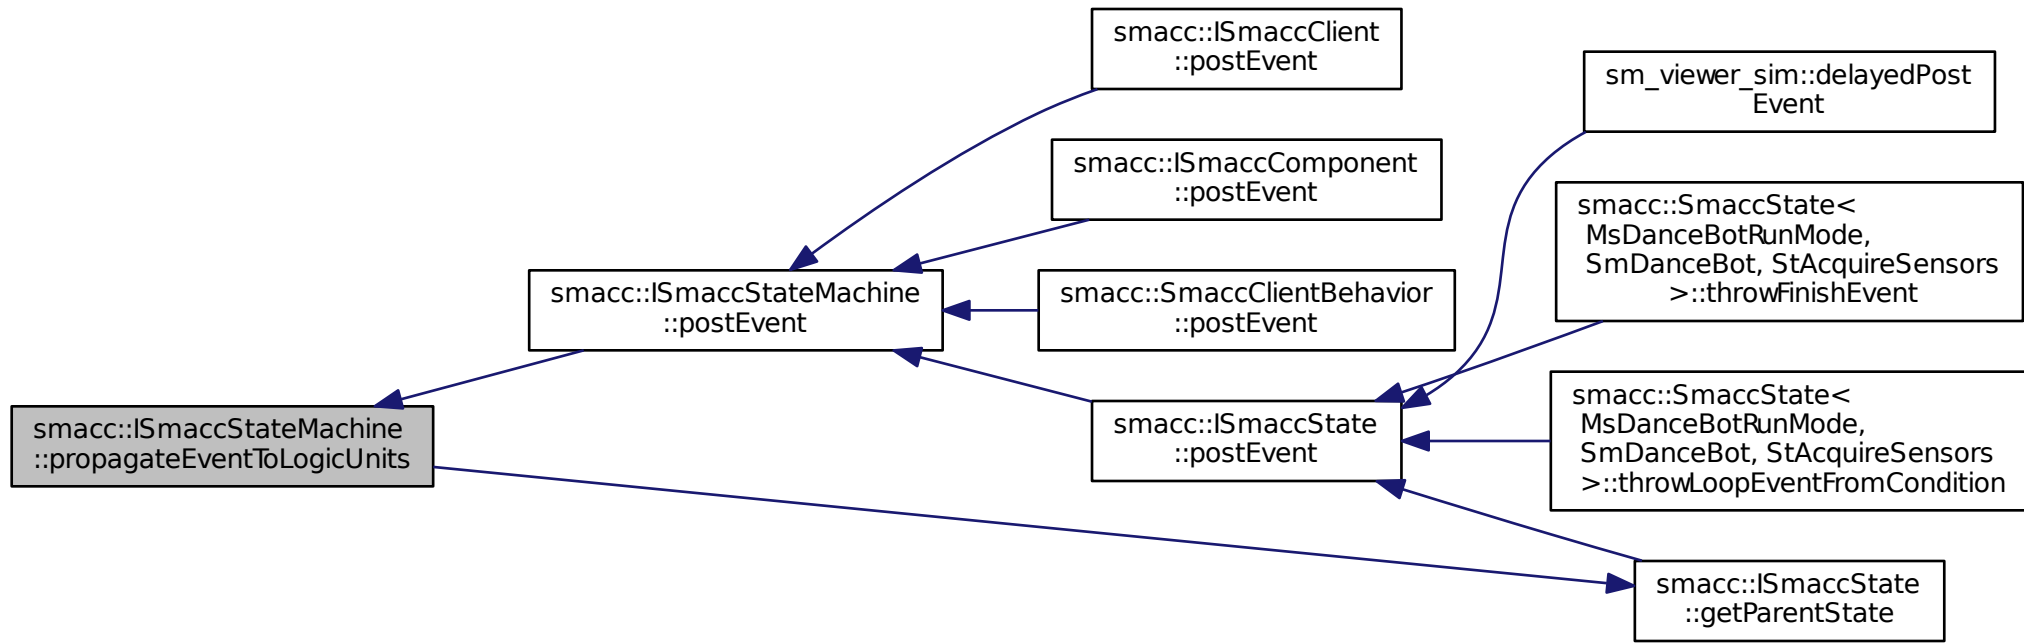 smacc::ISmaccClient
::postEvent
sm_viewer_sim::delayedPost
Event
smacc::ISmaccComponent
::postEvent
smacc::SmaccState<
MsDanceBotRunMode,
SmDanceBot, StAcquireSensors
>::throwFinishEvent
smacc::ISmaccStateMachine
::postEvent
smacc::SmaccClientBehavior
::postEvent
smacc::SmaccState<
MsDanceBotRunMode,
SmDanceBot, StAcquireSensors
>::throwLoopEventFromCondition
smacc::ISmaccStateMachine
::propagateEventToLogicUnits
smacc::ISmaccState
::postEvent
smacc::ISmaccState
::getParentState